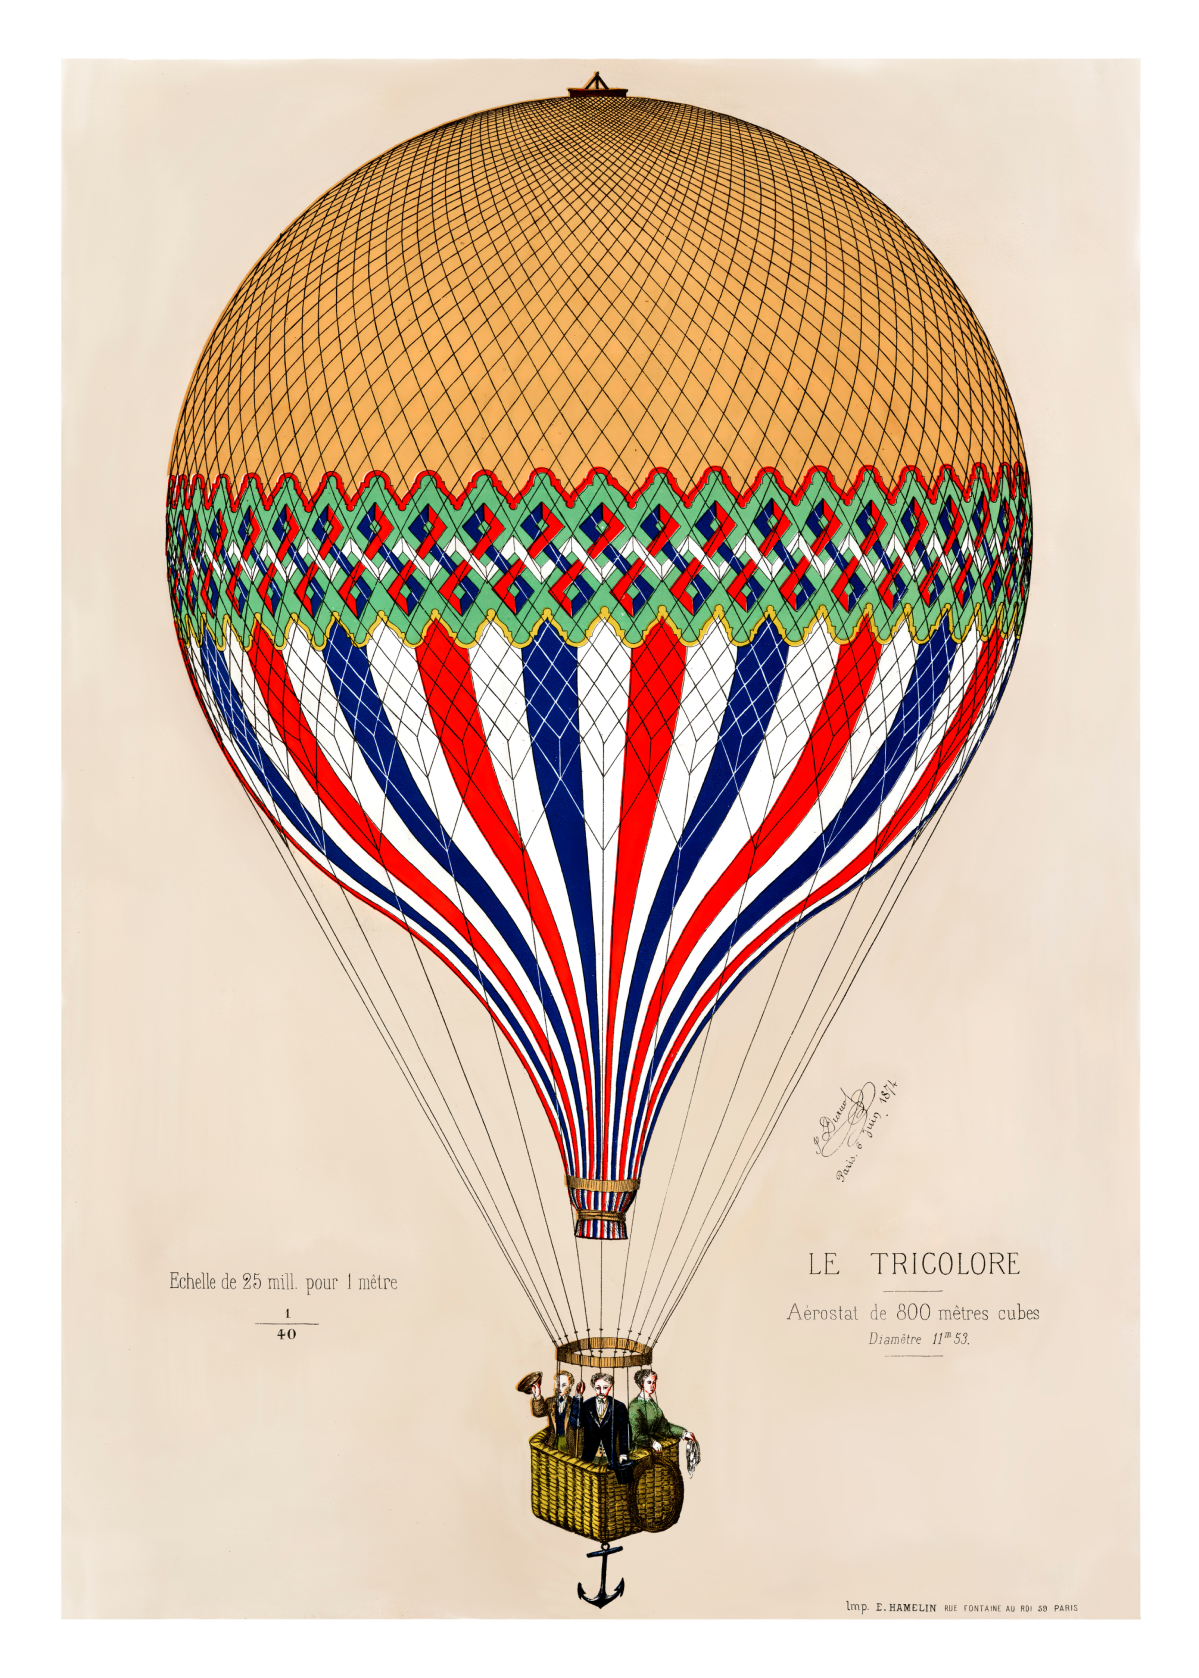 Paris. 6 Juin 1874
Echelle de 25 mill. pour 1 mètre
1
40
LE TRICOLORE
Aérostat de 800 mètres cubes
Diamètre 11ᵐ 53.
Imp. E. HAMELIN RUE FONTAINE AU ROI 59 PARIS